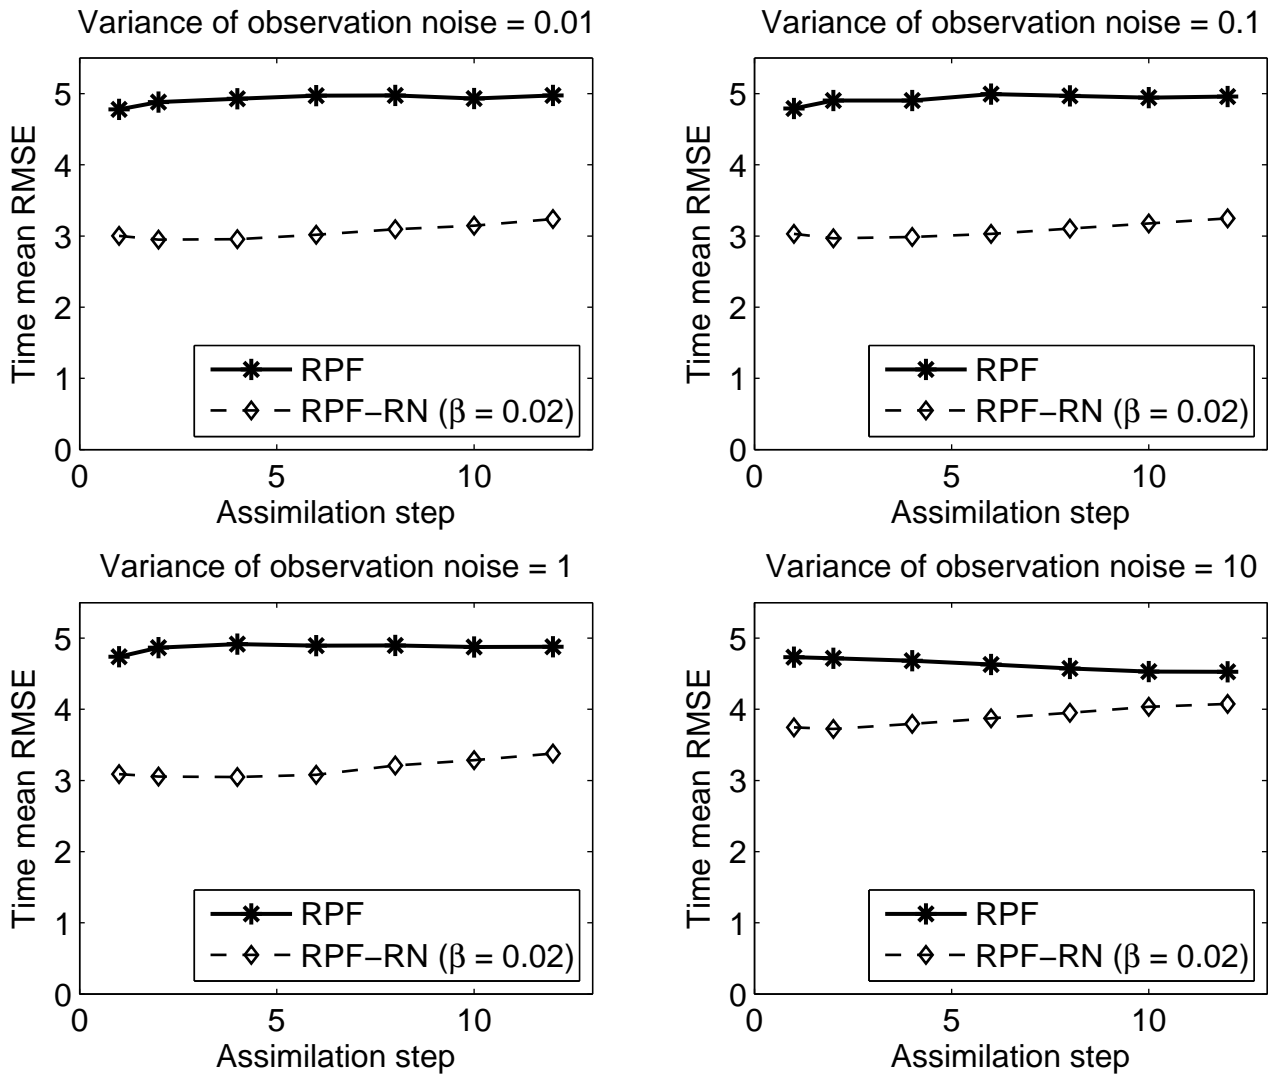 Variance of observation noise = 0.01
5
4
3
2
1
0
Time mean RMSE
RPF
RPF−RN (β = 0.02)
0
5
10
Assimilation step
Variance of observation noise = 0.1
5
4
3
2
1
0
Time mean RMSE
RPF
RPF−RN (β = 0.02)
0
5
10
Assimilation step
Variance of observation noise = 1
5
4
3
2
1
0
Time mean RMSE
RPF
RPF−RN (β = 0.02)
0
5
10
Assimilation step
Variance of observation noise = 10
5
4
3
2
1
0
Time mean RMSE
RPF
RPF−RN (β = 0.02)
0
5
10
Assimilation step